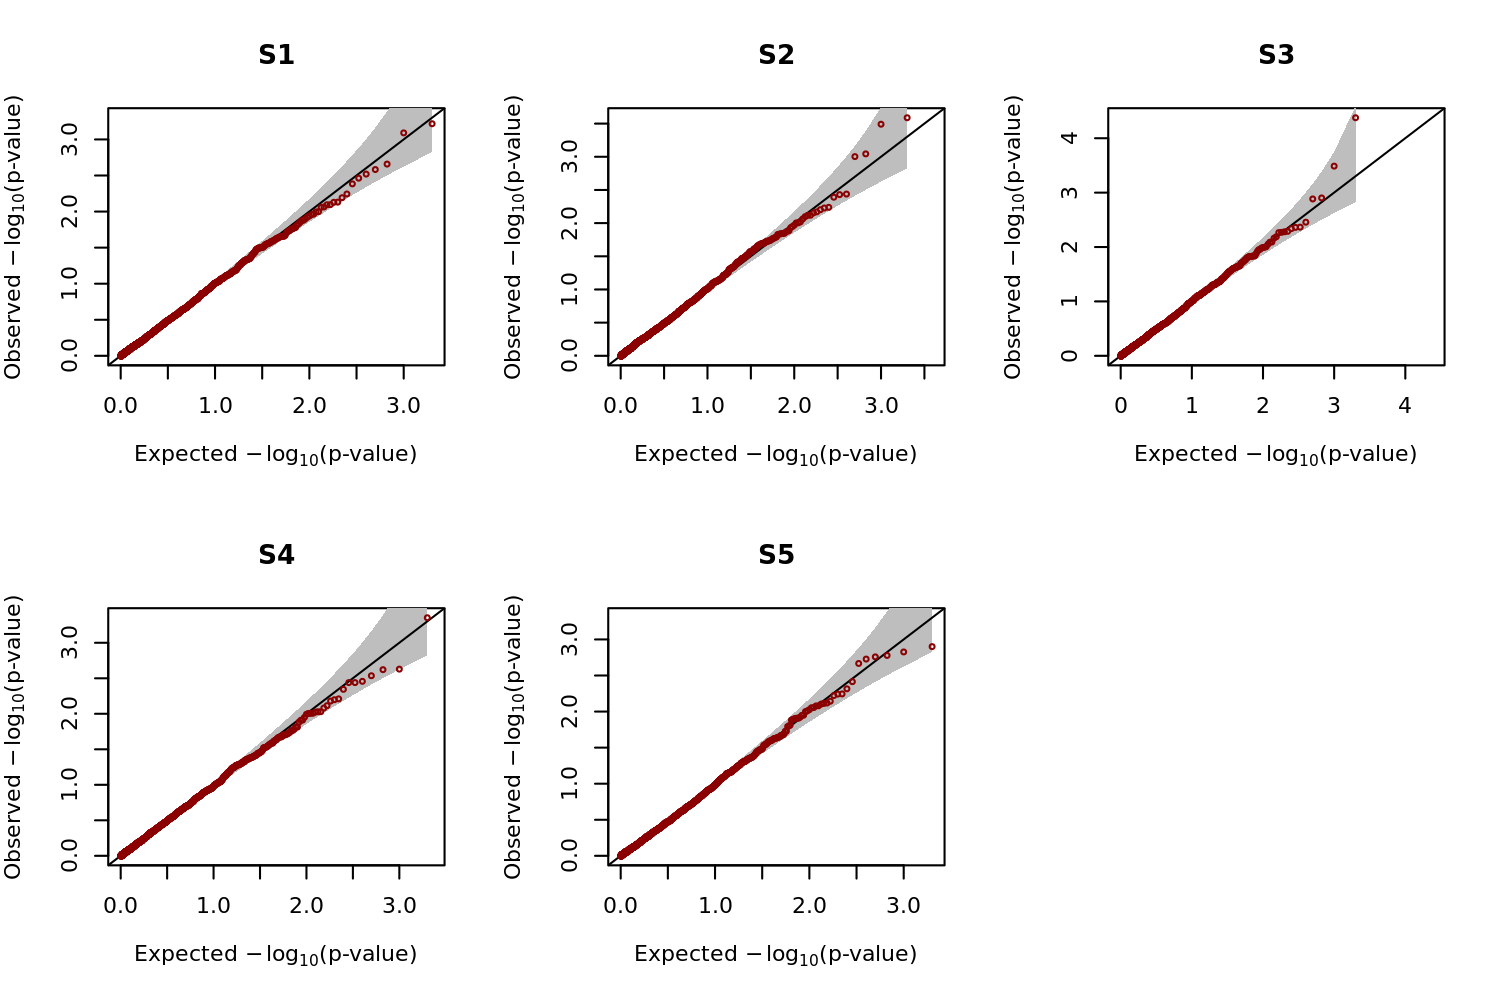 S1
Observed −log10(p-value)
3.0
2.0
1.0
0.0
0.0 1.0 2.0 3.0
Expected −log10(p-value)
S2
Observed −log10(p-value)
3.0
2.0
1.0
0.0
0.0 1.0 2.0 3.0
Expected −log10(p-value)
S3
Observed −log10(p-value)
4
3
2
1
0
0 1 2 3 4
Expected −log10(p-value)
S4
Observed −log10(p-value)
3.0
2.0
1.0
0.0
0.0 1.0 2.0 3.0
Expected −log10(p-value)
S5
Observed −log10(p-value)
3.0
2.0
1.0
0.0
0.0 1.0 2.0 3.0
Expected −log10(p-value)